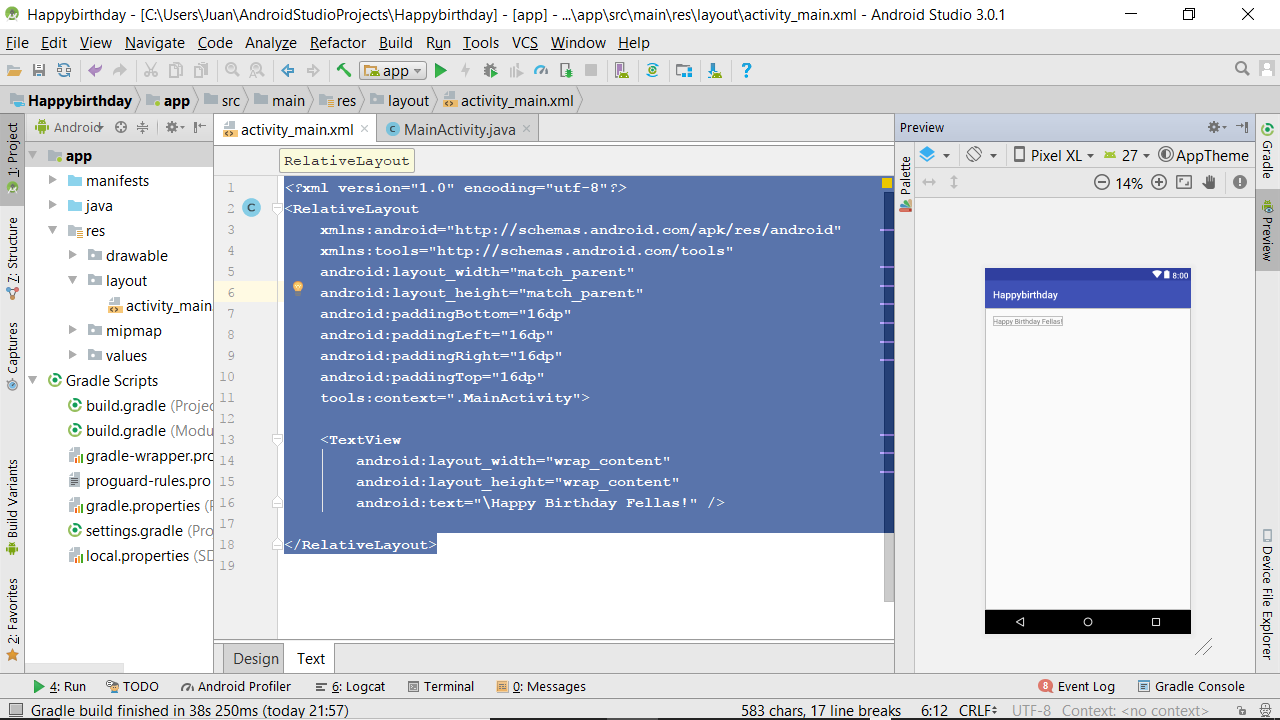 Happybirthday - [C:\Users\Juan\AndroidStudioProjects\Happybirthday] - [app] - ...\app\src\main\res\layout\activity_main.xml - Android Studio 3.0.1
File Edit View Navigate Code Analyze Refactor Build Run Tools VCS Window Help
app
Happybirthday app src main res layout activity_main.xml
1: Project
7: Structure
Captures
Build Variants
2: Favorites
Android
app
manifests
java
res
drawable
layout
activity_main
mipmap
values
Gradle Scripts
build.gradle (Projec
build.gradle (Modu
gradle-wrapper.pro
proguard-rules.pro
gradle.properties (P
settings.gradle (Pro
local.properties (SD
activity_main.xml MainActivity.java
RelativeLayout
1 <?xml version="1.0" encoding="utf-8"?>
2 <RelativeLayout
3 xmlns:android="http://schemas.android.com/apk/res/android"
4 xmlns:tools="http://schemas.android.com/tools"
5 android:layout_width="match_parent"
6 android:layout_height="match_parent"
7 android:paddingBottom="16dp"
8 android:paddingLeft="16dp"
9 android:paddingRight="16dp"
10 android:paddingTop="16dp"
11 tools:context=".MainActivity">
12
13 <TextView
14 android:layout_width="wrap_content"
15 android:layout_height="wrap_content"
16 android:text="\Happy Birthday Fellas!" />
17
18 </RelativeLayout>
19
Design Text
Preview
Palette
Pixel XL 27 AppTheme
14%
8:00
Happybirthday
Happy Birthday Fellas!
Gradle
Preview
Device File Explorer
4: Run TODO Android Profiler 6: Logcat Terminal 0: Messages 8 Event Log Gradle Console
Gradle build finished in 38s 250ms (today 21:57) 583 chars, 17 line breaks 6:12 CRLF UTF-8 Context: <no context>